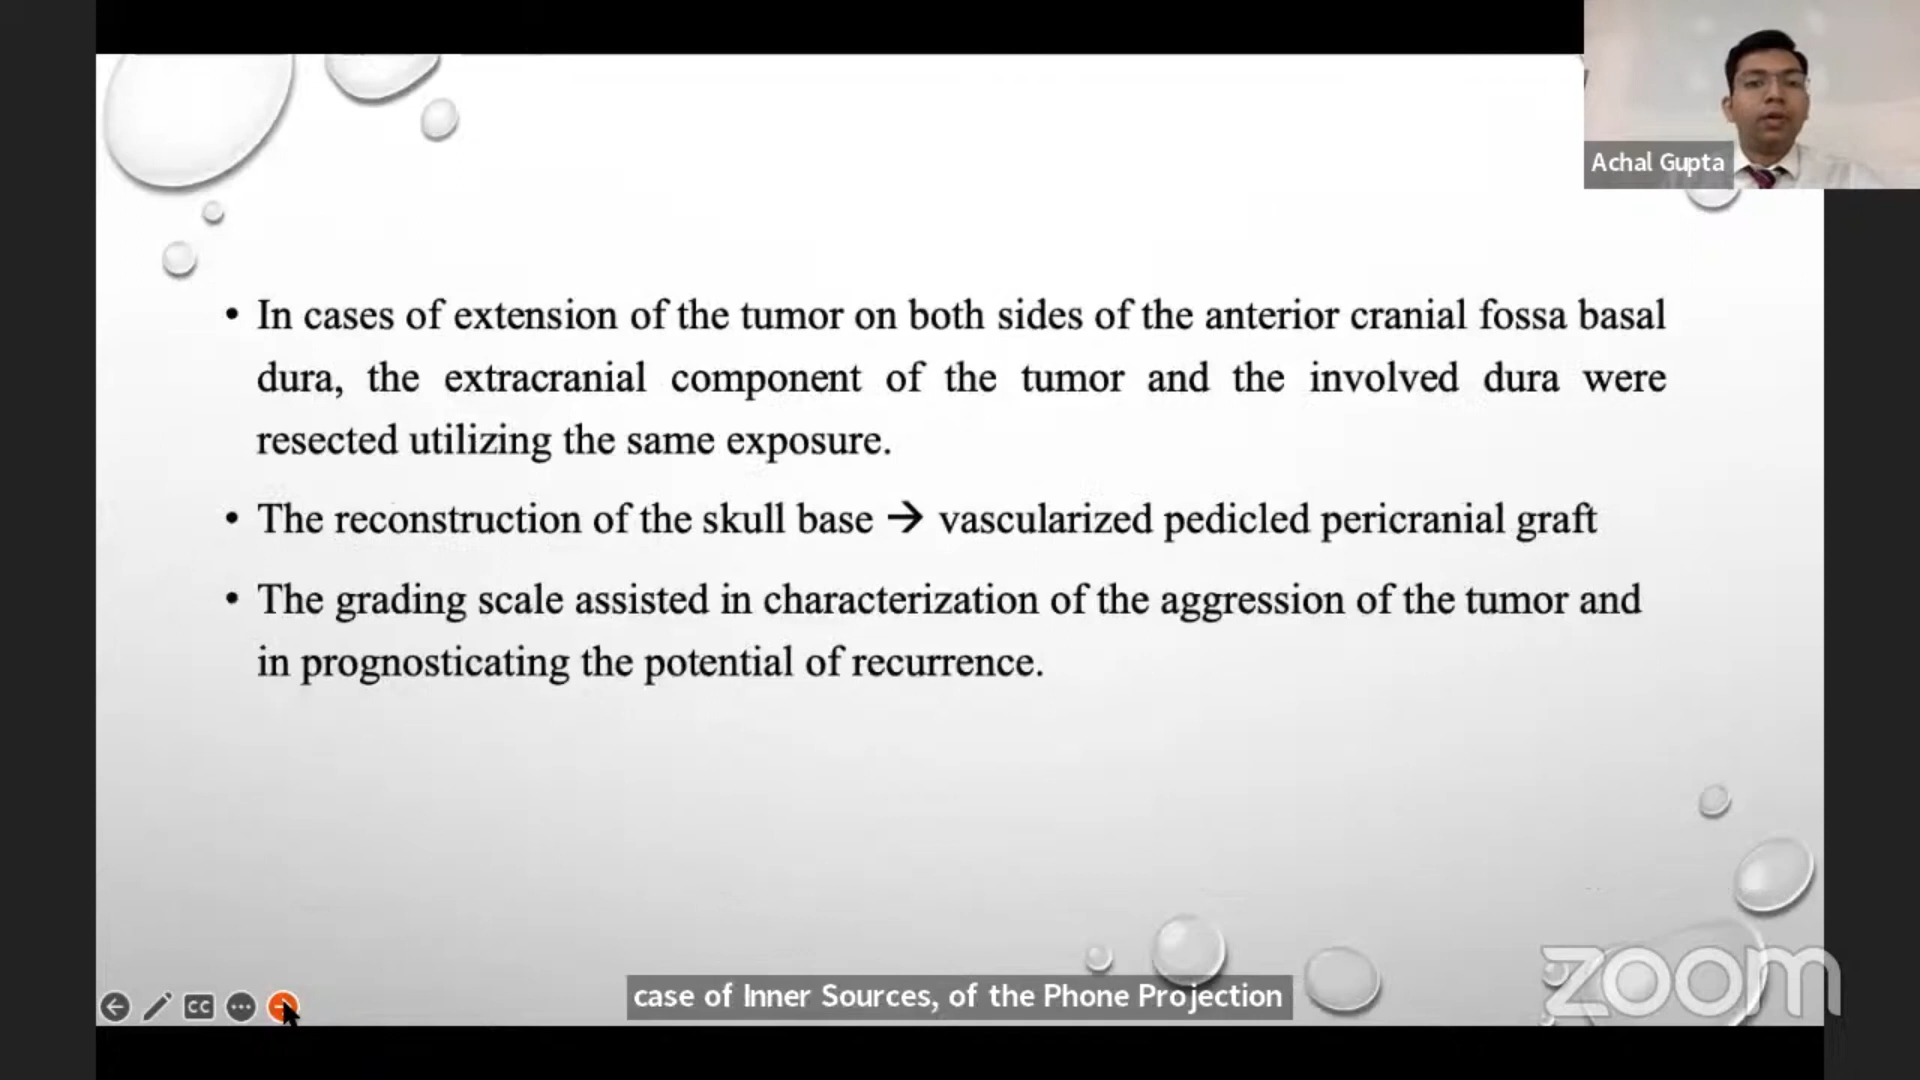 Achal Gupta
• In cases of extension of the tumor on both sides of the anterior cranial fossa basal
dura, the extracranial component of the tumor and the involved dura were
resected utilizing the same exposure.
• The reconstruction of the skull base → vascularized pedicled pericranial graft
• The grading scale assisted in characterization of the aggression of the tumor and
in prognosticating the potential of recurrence.
case of Inner Sources, of the Phone Projection
CC
zoom